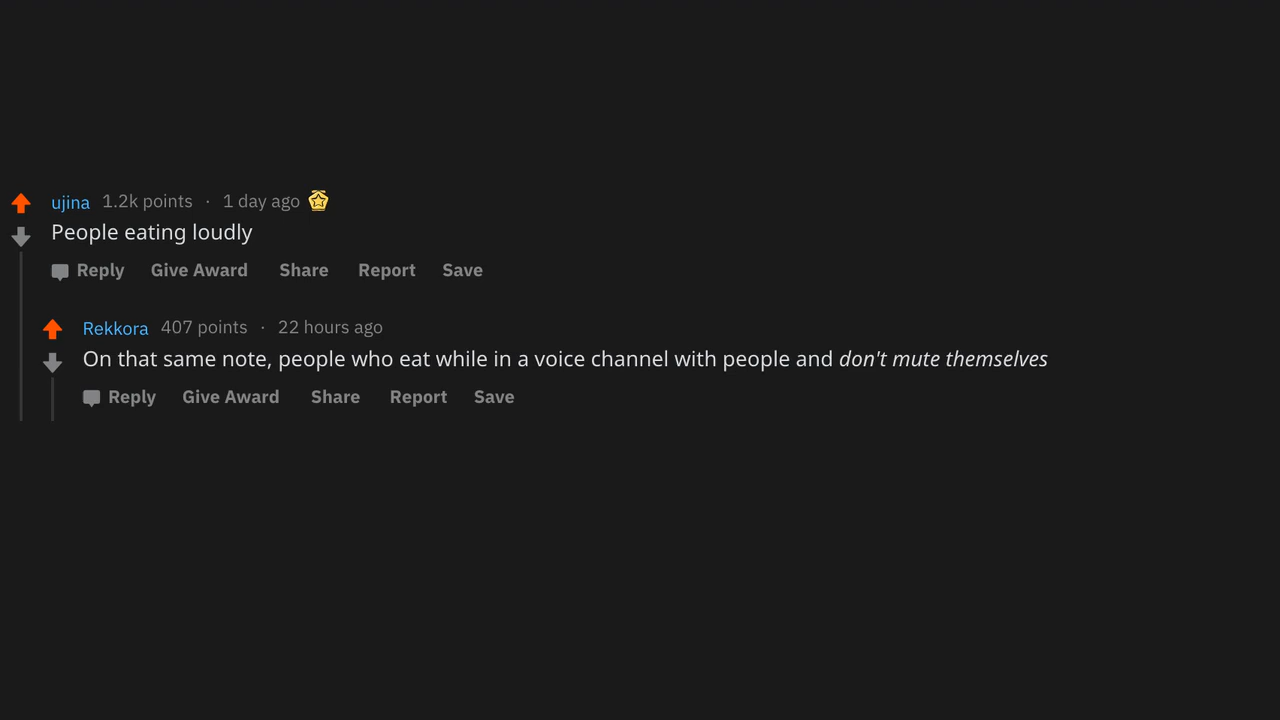 ujina 1.2k points · 1 day ago
People eating loudly
Reply Give Award Share Report Save
Rekkora 407 points · 22 hours ago
On that same note, people who eat while in a voice channel with people and don't mute themselves
Reply Give Award Share Report Save